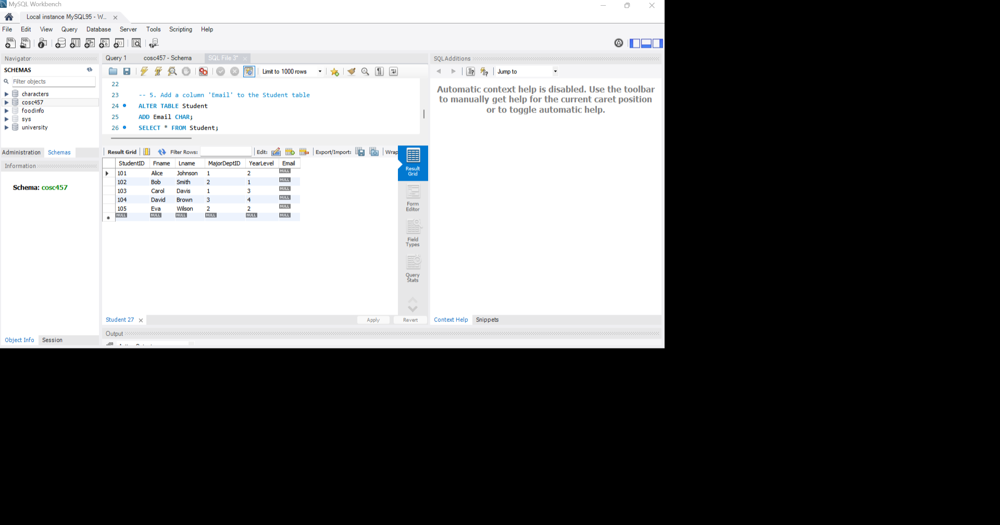 MySQL Workbench
Local instance MySQL95 - W...
File Edit View Query Database Server Tools Scripting Help
Navigator
SCHEMAS
Filter objects
characters
cosc457
foodinfo
sys
university
Administration Schemas
Information
Schema: cosc457
Object Info Session
Query 1 cosc457 - Schema SQL File 3*
Limit to 1000 rows
22
23 -- 5. Add a column 'Email' to the Student table
24 ALTER TABLE Student
25 ADD Email CHAR;
26 SELECT * FROM Student;
Result Grid Filter Rows: Edit: Export/Import: Wrap
StudentID Fname Lname MajorDeptID YearLevel Email
101 Alice Johnson 1 2 NULL
102 Bob Smith 2 1 NULL
103 Carol Davis 1 3 NULL
104 David Brown 3 4 NULL
105 Eva Wilson 2 2 NULL
NULL NULL NULL NULL NULL NULL
Result
Grid
Form
Editor
Field
Types
Query
Stats
Student 27 Apply Revert
Output
SQLAdditions
Jump to
Automatic context help is disabled. Use the toolbar
to manually get help for the current caret position
or to toggle automatic help.
Context Help Snippets